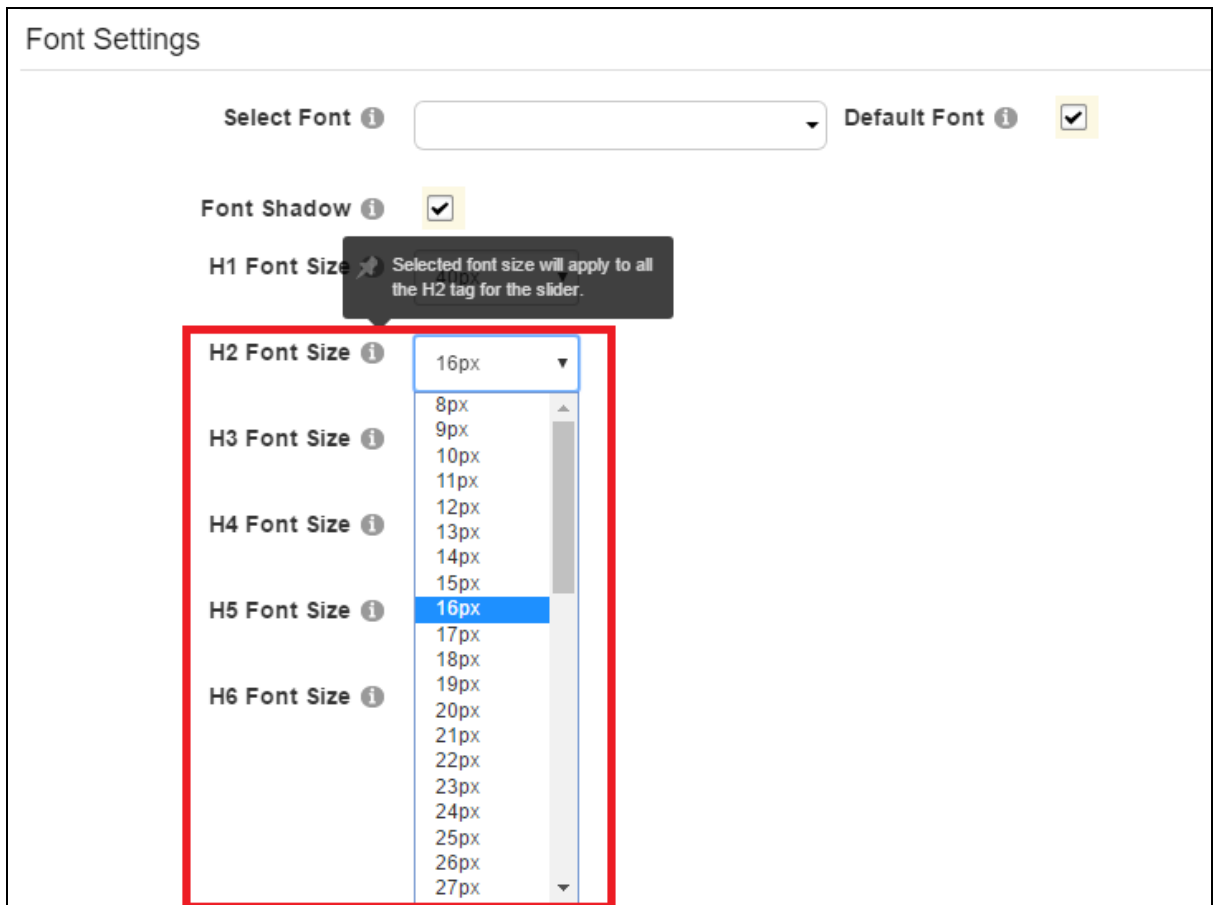 Font Settings
Select Font
Default Font
Font Shadow
H1 Font Size
40px
Selected font size will apply to all
the H2 tag for the slider.
H2 Font Size
16px
8px
9px
10px
11px
12px
13px
14px
15px
16px
17px
18px
19px
20px
21px
22px
23px
24px
25px
26px
27px
H3 Font Size
H4 Font Size
H5 Font Size
H6 Font Size